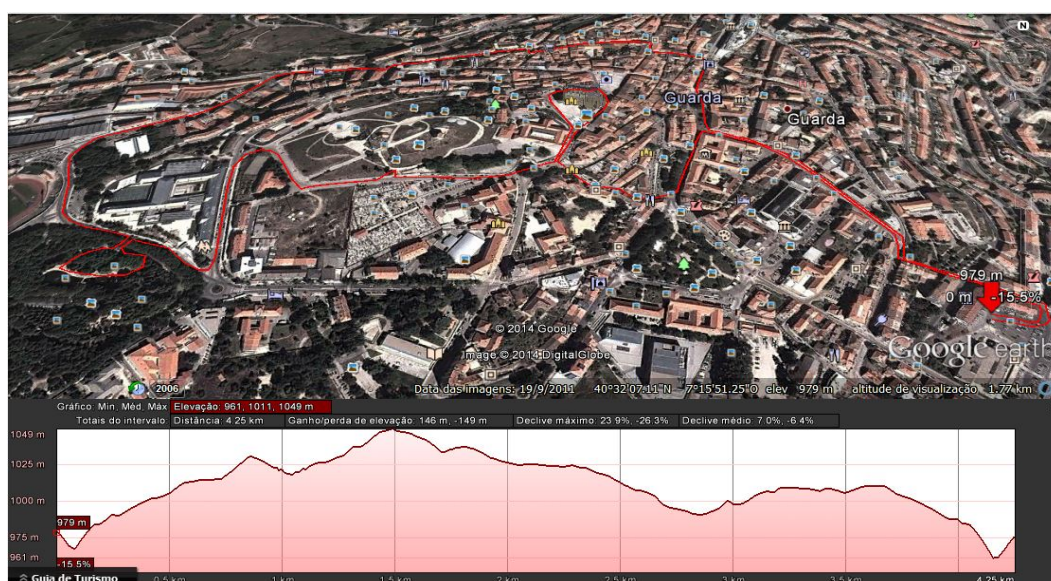 N
Guarda
Guarda
979 m
0 m -15.5%
© 2014 Google
Image © 2014 DigitalGlobe
Google earth
2006
Data das imagens: 19/9/2011 40°32'07.11" N 7°15'51.25" O elev 979 m altitude de visualização 1.77 km
Gráfico: Mín, Méd, Máx Elevação: 961, 1011, 1049 m
Totais do intervalo: Distância: 4.25 km Ganho/perda de elevação: 146 m, -149 m Declive máximo: 23.9%, -26.3% Declive médio: 7.0%, -6.4%
1049 m
1025 m
1000 m
979 m
975 m
961 m
-15.5%
Guia de Turismo
0.5 km 1 km 1.5 km 2 km 2.5 km 3 km 3.5 km 4.25 km